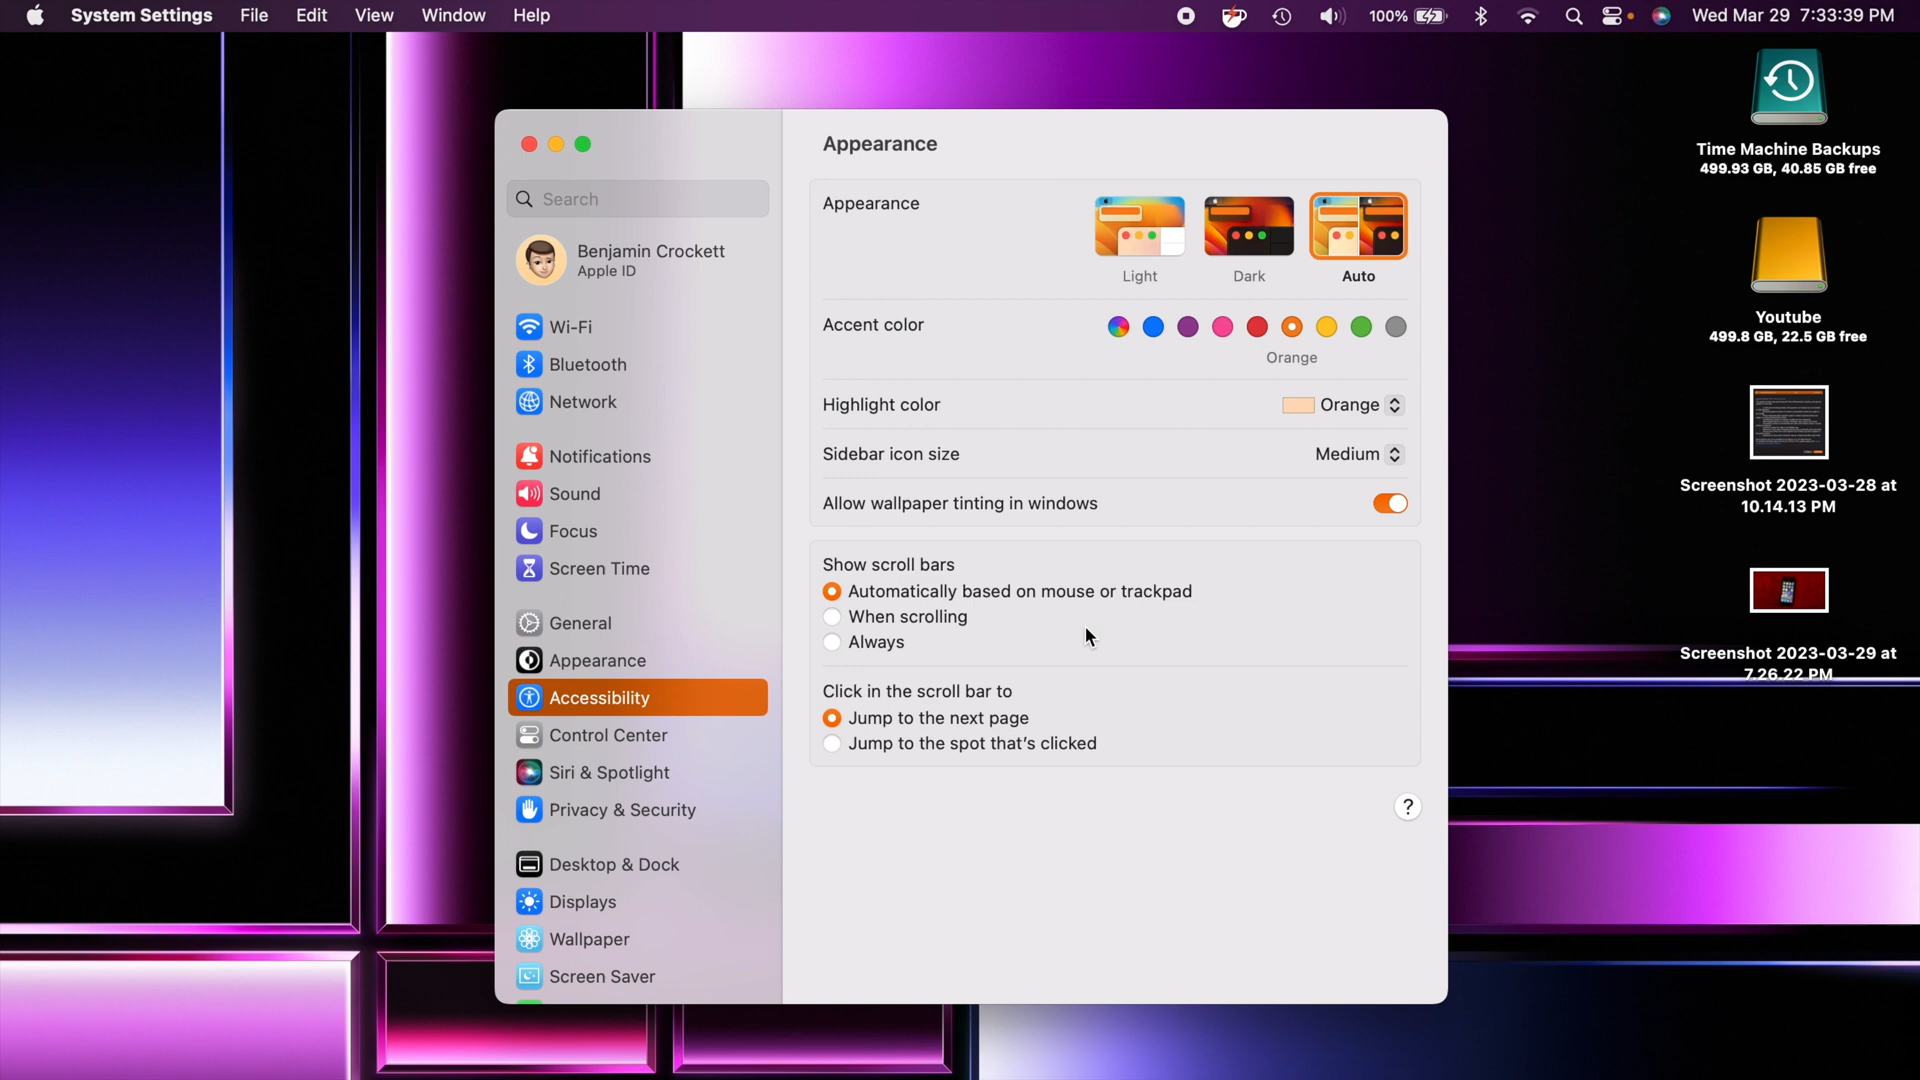 System Settings File Edit View Window Help 100% Wed Mar 29 7:33:39 PM
Search
Benjamin Crockett
Apple ID
Wi-Fi
Bluetooth
Network
Notifications
Sound
Focus
Screen Time
General
Appearance
Accessibility
Control Center
Siri & Spotlight
Privacy & Security
Desktop & Dock
Displays
Wallpaper
Screen Saver
Appearance
Appearance
Light Dark Auto
Accent color
Orange
Highlight color Orange
Sidebar icon size Medium
Allow wallpaper tinting in windows
Show scroll bars
Automatically based on mouse or trackpad
When scrolling
Always
Click in the scroll bar to
Jump to the next page
Jump to the spot that's clicked
?
Time Machine Backups
499.93 GB, 40.85 GB free
Youtube
499.8 GB, 22.5 GB free
Screenshot 2023-03-28 at
10.14.13 PM
Screenshot 2023-03-29 at
7.26.22 PM